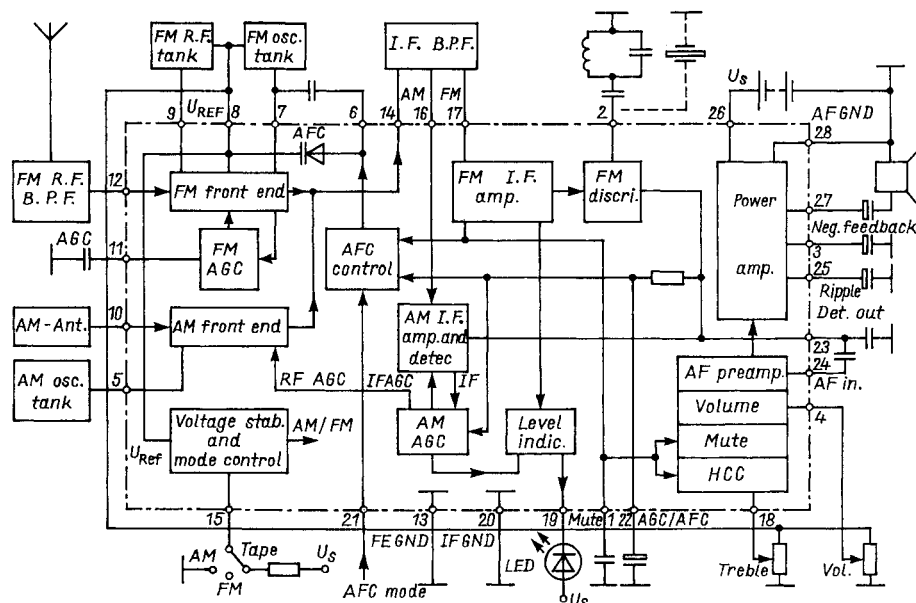 FM R.F.
tank
FM osc.
tank
I.F. B.P.F.
U REF
AM
FM
Us
AF GND
9
8
7
6
14
16
17
2
26
28
AFC
FM R.F.
B.P.F.
12
FM front end
FM I.F.
amp.
FM
discri.
Power
amp.
27
Neg. feedback
3
25
Ripple
Det. out
AGC
11
FM
AGC
AFC
control
AM-Ant.
10
AM front end
AM I.F.
amp. and
detec
23
24
AF in.
AF preamp.
AM osc.
tank
5
RF AGC
IFAGC
IF
Volume
4
Voltage stab.
and
mode control
AM/FM
AM
AGC
Level
indic.
Mute
HCC
U Ref
15
21
13
20
19
Mute
1
22
AGC/AFC
18
FE GND
IF GND
Tape
AM
FM
Us
AFC mode
LED
Us
Treble
Vol.